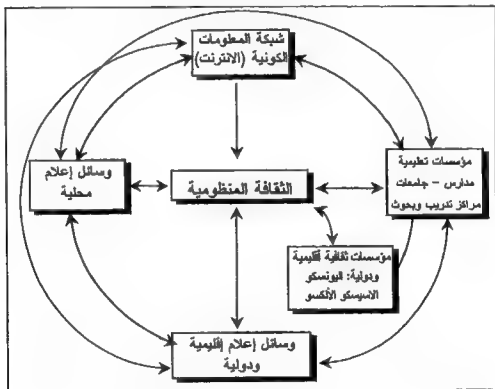 شبكة المعلومات
الكونية (الانترنت)
مؤسسات تعليمية
مدارس - جامعات
مراكز تدريب وبحوث
الثقافة المنظومية
وسائل إعلام
محلية
مؤسسات ثقافية إقليمية
ودولية: اليونسكو
الاسيسكو الألكسو
وسائل إعلام إقليمية
ودولية